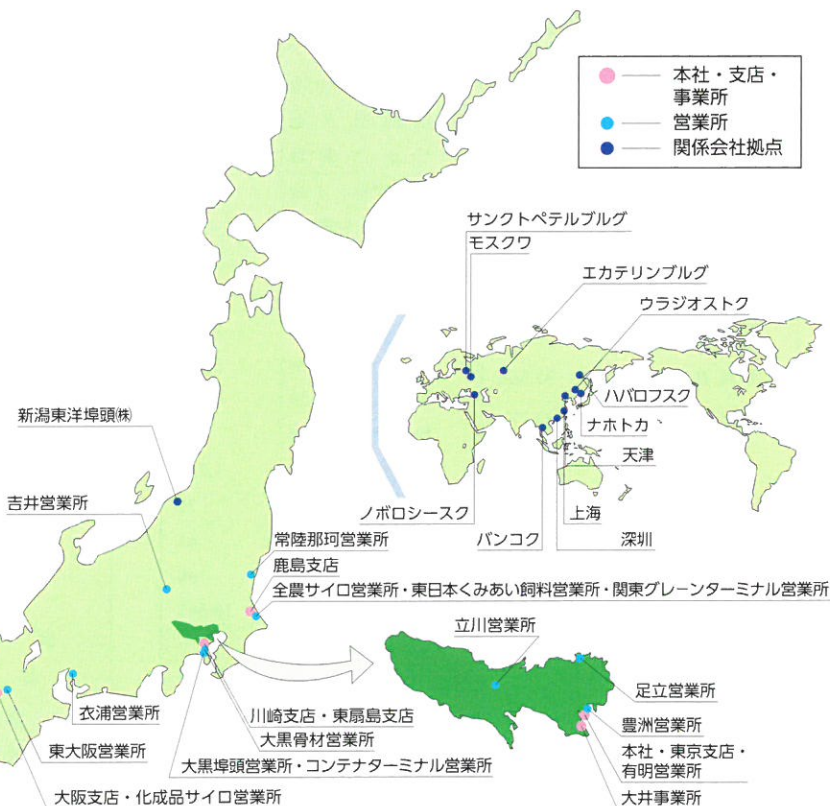 本社・支店・
事業所
営業所
関係会社拠点
サンクトペテルブルグ
モスクワ
エカテリンブルグ
ウラジオストク
ハバロフスク
ナホトカ
天津
上海
深圳
バンコク
ノボロシースク
新潟東洋埠頭㈱
吉井営業所
常陸那珂営業所
鹿島支店
全農サイロ営業所・東日本くみあい飼料営業所・関東グレーンターミナル営業所
立川営業所
足立営業所
豊洲営業所
本社・東京支店・
有明営業所
大井事業所
川崎支店・東扇島支店
大黒骨材営業所
大黒埠頭営業所・コンテナターミナル営業所
衣浦営業所
東大阪営業所
大阪支店・化成品サイロ営業所